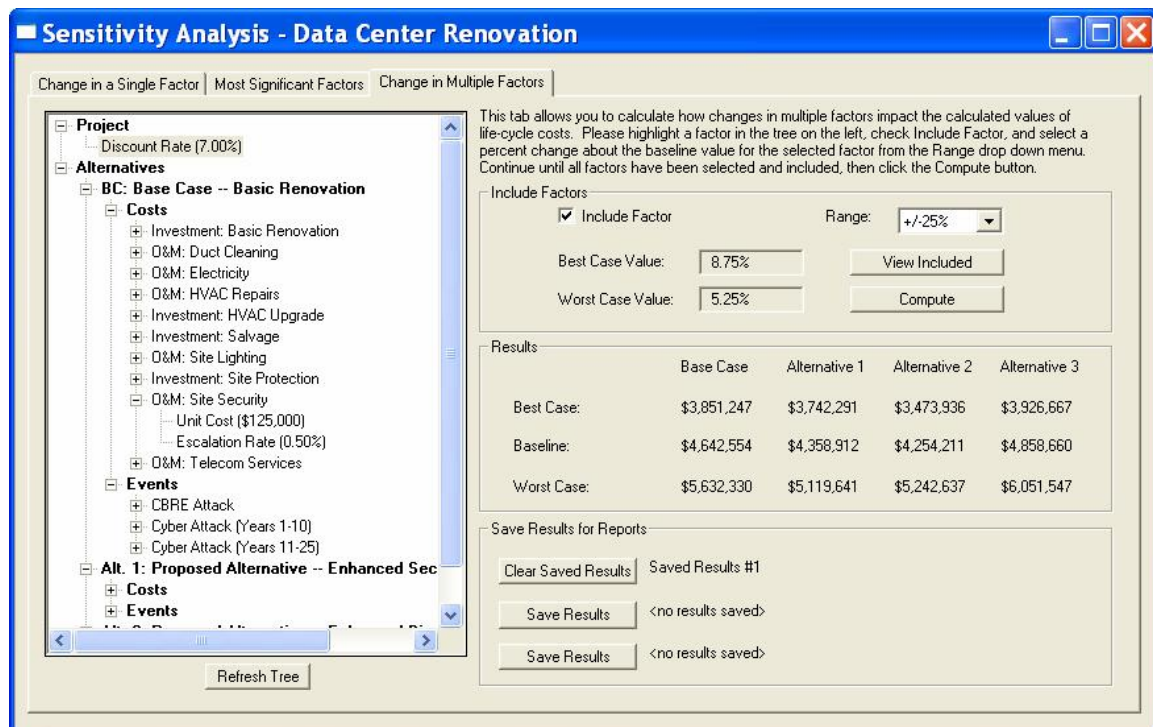 Sensitivity Analysis - Data Center Renovation
Change in a Single Factor
Most Significant Factors
Change in Multiple Factors
Project
Discount Rate (7.00%)
Alternatives
BC: Base Case -- Basic Renovation
Costs
Investment: Basic Renovation
O&M: Duct Cleaning
O&M: Electricity
O&M: HVAC Repairs
Investment: HVAC Upgrade
Investment: Salvage
O&M: Site Lighting
Investment: Site Protection
O&M: Site Security
Unit Cost ($125,000)
Escalation Rate (0.50%)
O&M: Telecom Services
Events
CBRE Attack
Cyber Attack (Years 1-10)
Cyber Attack (Years 11-25)
Alt. 1: Proposed Alternative -- Enhanced Sec
Costs
Events
Refresh Tree
This tab allows you to calculate how changes in multiple factors impact the calculated values of
life-cycle costs. Please highlight a factor in the tree on the left, check Include Factor, and select a
percent change about the baseline value for the selected factor from the Range drop down menu.
Continue until all factors have been selected and included, then click the Compute button.
Include Factors
Include Factor Range: +/-25%
Best Case Value: 8.75% View Included
Worst Case Value: 5.25% Compute
Results
Base Case Alternative 1 Alternative 2 Alternative 3
Best Case: $3,851,247 $3,742,291 $3,473,936 $3,926,667
Baseline: $4,642,554 $4,358,912 $4,254,211 $4,858,660
Worst Case: $5,632,330 $5,119,641 $5,242,637 $6,051,547
Save Results for Reports
Clear Saved Results Saved Results #1
Save Results <no results saved>
Save Results <no results saved>